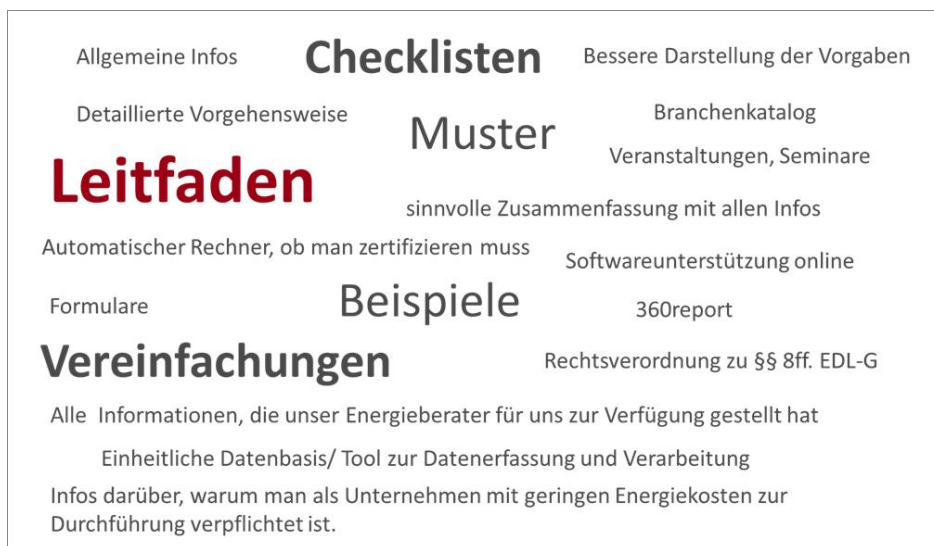 Allgemeine Infos
Checklisten
Bessere Darstellung der Vorgaben
Detaillierte Vorgehensweise
Muster
Branchenkatalog
Leitfaden
Veranstaltungen, Seminare
sinnvolle Zusammenfassung mit allen Infos
Automatischer Rechner, ob man zertifizieren muss
Softwareunterstützung online
Formulare
Beispiele
360report
Vereinfachungen
Rechtsverordnung zu §§ 8ff. EDL-G
Alle  Informationen, die unser Energieberater für uns zur Verfügung gestellt hat
Einheitliche Datenbasis/ Tool zur Datenerfassung und Verarbeitung
Infos darüber, warum man als Unternehmen mit geringen Energiekosten zur
Durchführung verpflichtet ist.